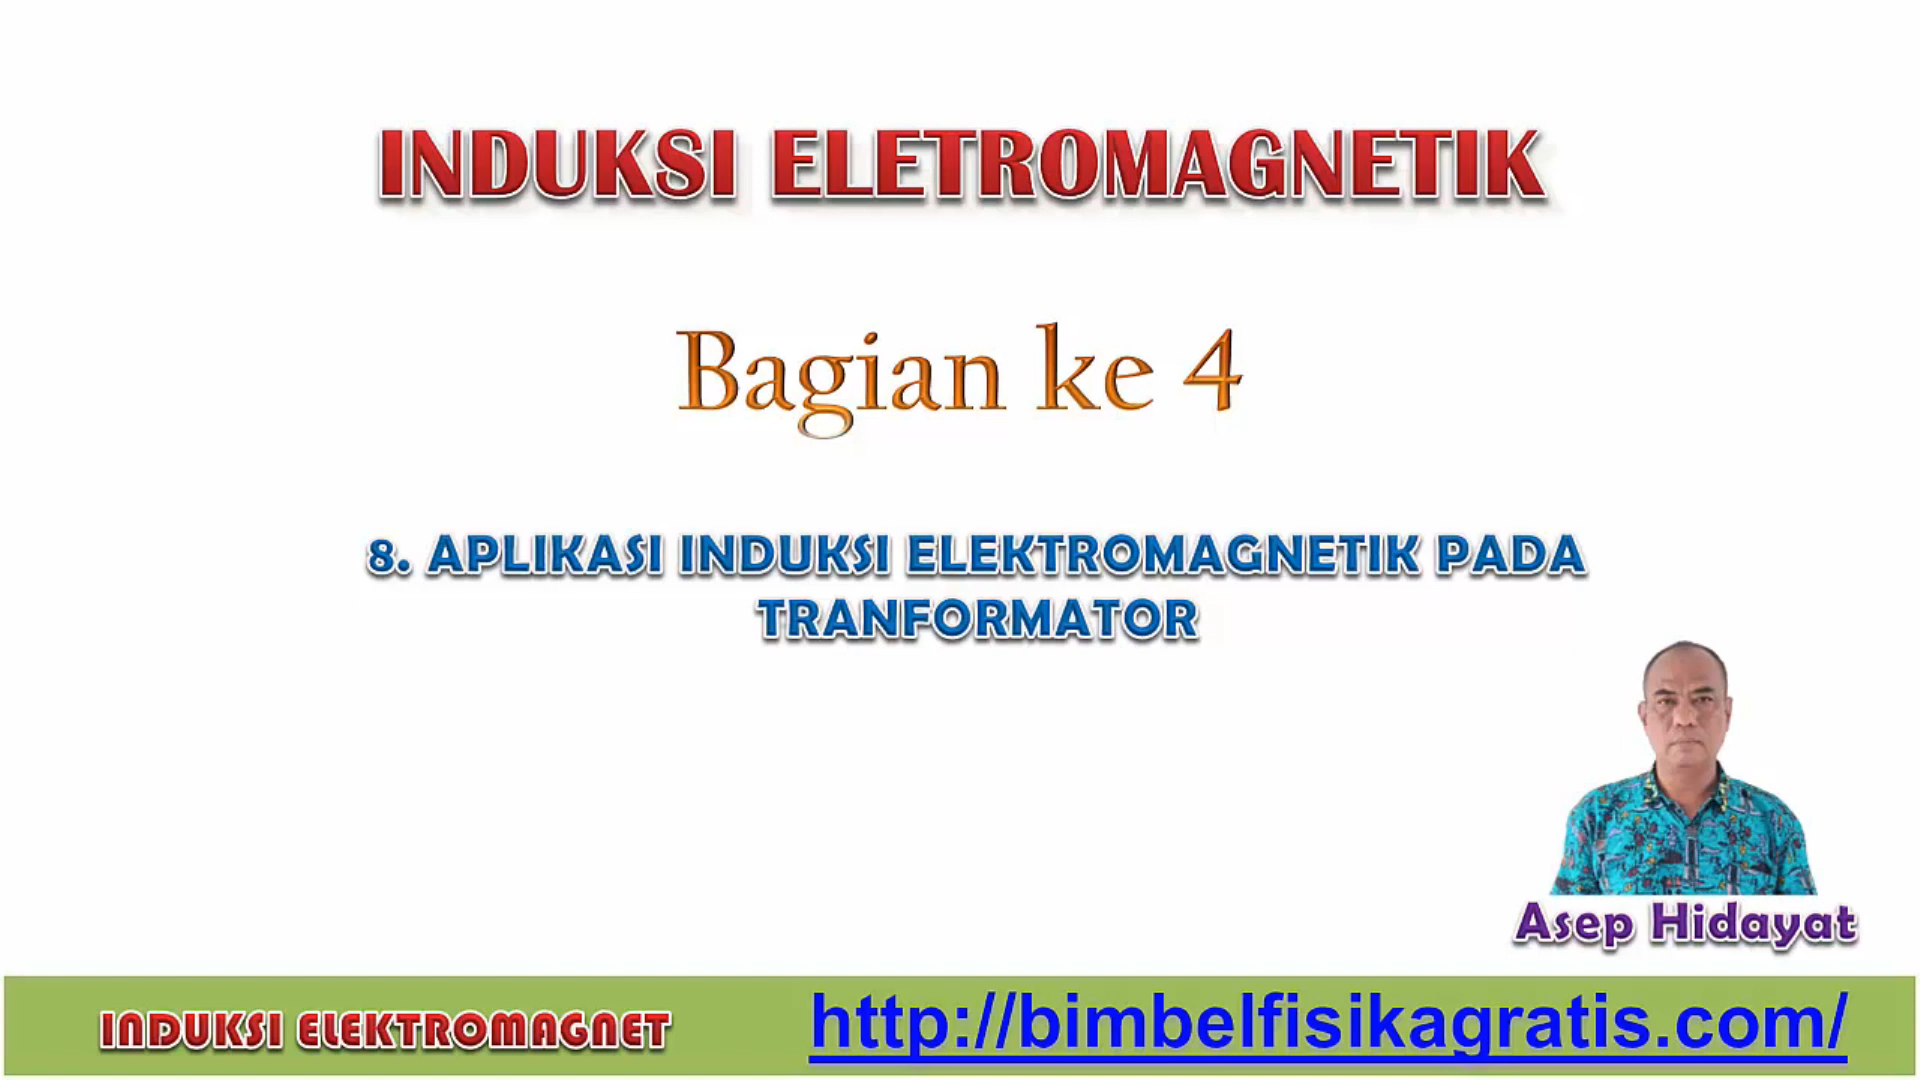 INDUKSI ELETROMAGNETIK
Bagian ke 4
8. APLIKASI INDUKSI ELEKTROMAGNETIK PADA
TRANFORMATOR
Asep Hidayat
INDUKSI ELEKTROMAGNET
http://bimbelfisikagratis.com/